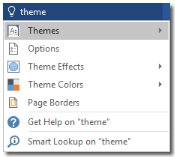 theme
Themes
Options
Theme Effects
Theme Colors
Page Borders
Get Help on "theme"
Smart Lookup on "theme"